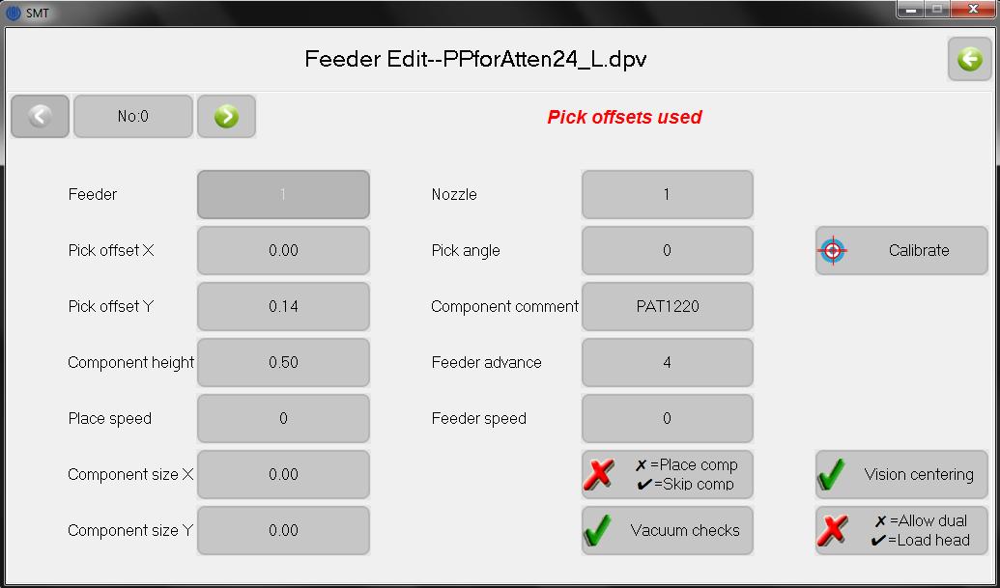 SMT
Feeder Edit--PPforAtten24_L.dpv
No:0
Pick offsets used
Feeder 1 Nozzle 1
Pick offset X 0.00 Pick angle 0 Calibrate
Pick offset Y 0.14 Component comment PAT1220
Component height 0.50 Feeder advance 4
Place speed 0 Feeder speed 0
Component size X 0.00
✗ =Place comp
✔ =Skip comp
Vision centering
Component size Y 0.00 Vacuum checks
✗ =Allow dual
✔ =Load head